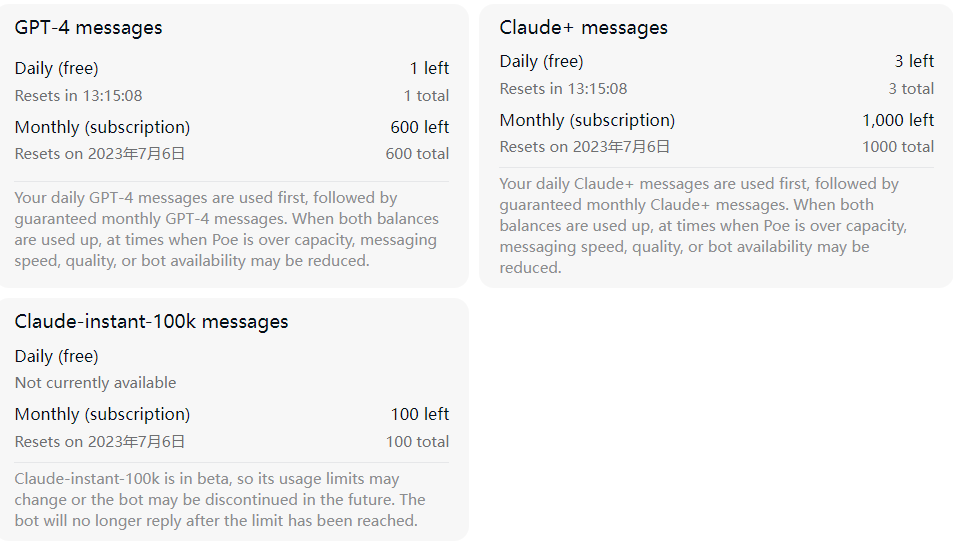 GPT-4 messages
Daily (free) 1 left
Resets in 13:15:08 1 total
Monthly (subscription) 600 left
Resets on 2023年7月6日 600 total
Your daily GPT-4 messages are used first, followed by
guaranteed monthly GPT-4 messages. When both balances
are used up, at times when Poe is over capacity, messaging
speed, quality, or bot availability may be reduced.
Claude+ messages
Daily (free) 3 left
Resets in 13:15:08 3 total
Monthly (subscription) 1,000 left
Resets on 2023年7月6日 1000 total
Your daily Claude+ messages are used first, followed by
guaranteed monthly Claude+ messages. When both
balances are used up, at times when Poe is over capacity,
messaging speed, quality, or bot availability may be
reduced.
Claude-instant-100k messages
Daily (free)
Not currently available
Monthly (subscription) 100 left
Resets on 2023年7月6日 100 total
Claude-instant-100k is in beta, so its usage limits may
change or the bot may be discontinued in the future. The
bot will no longer reply after the limit has been reached.